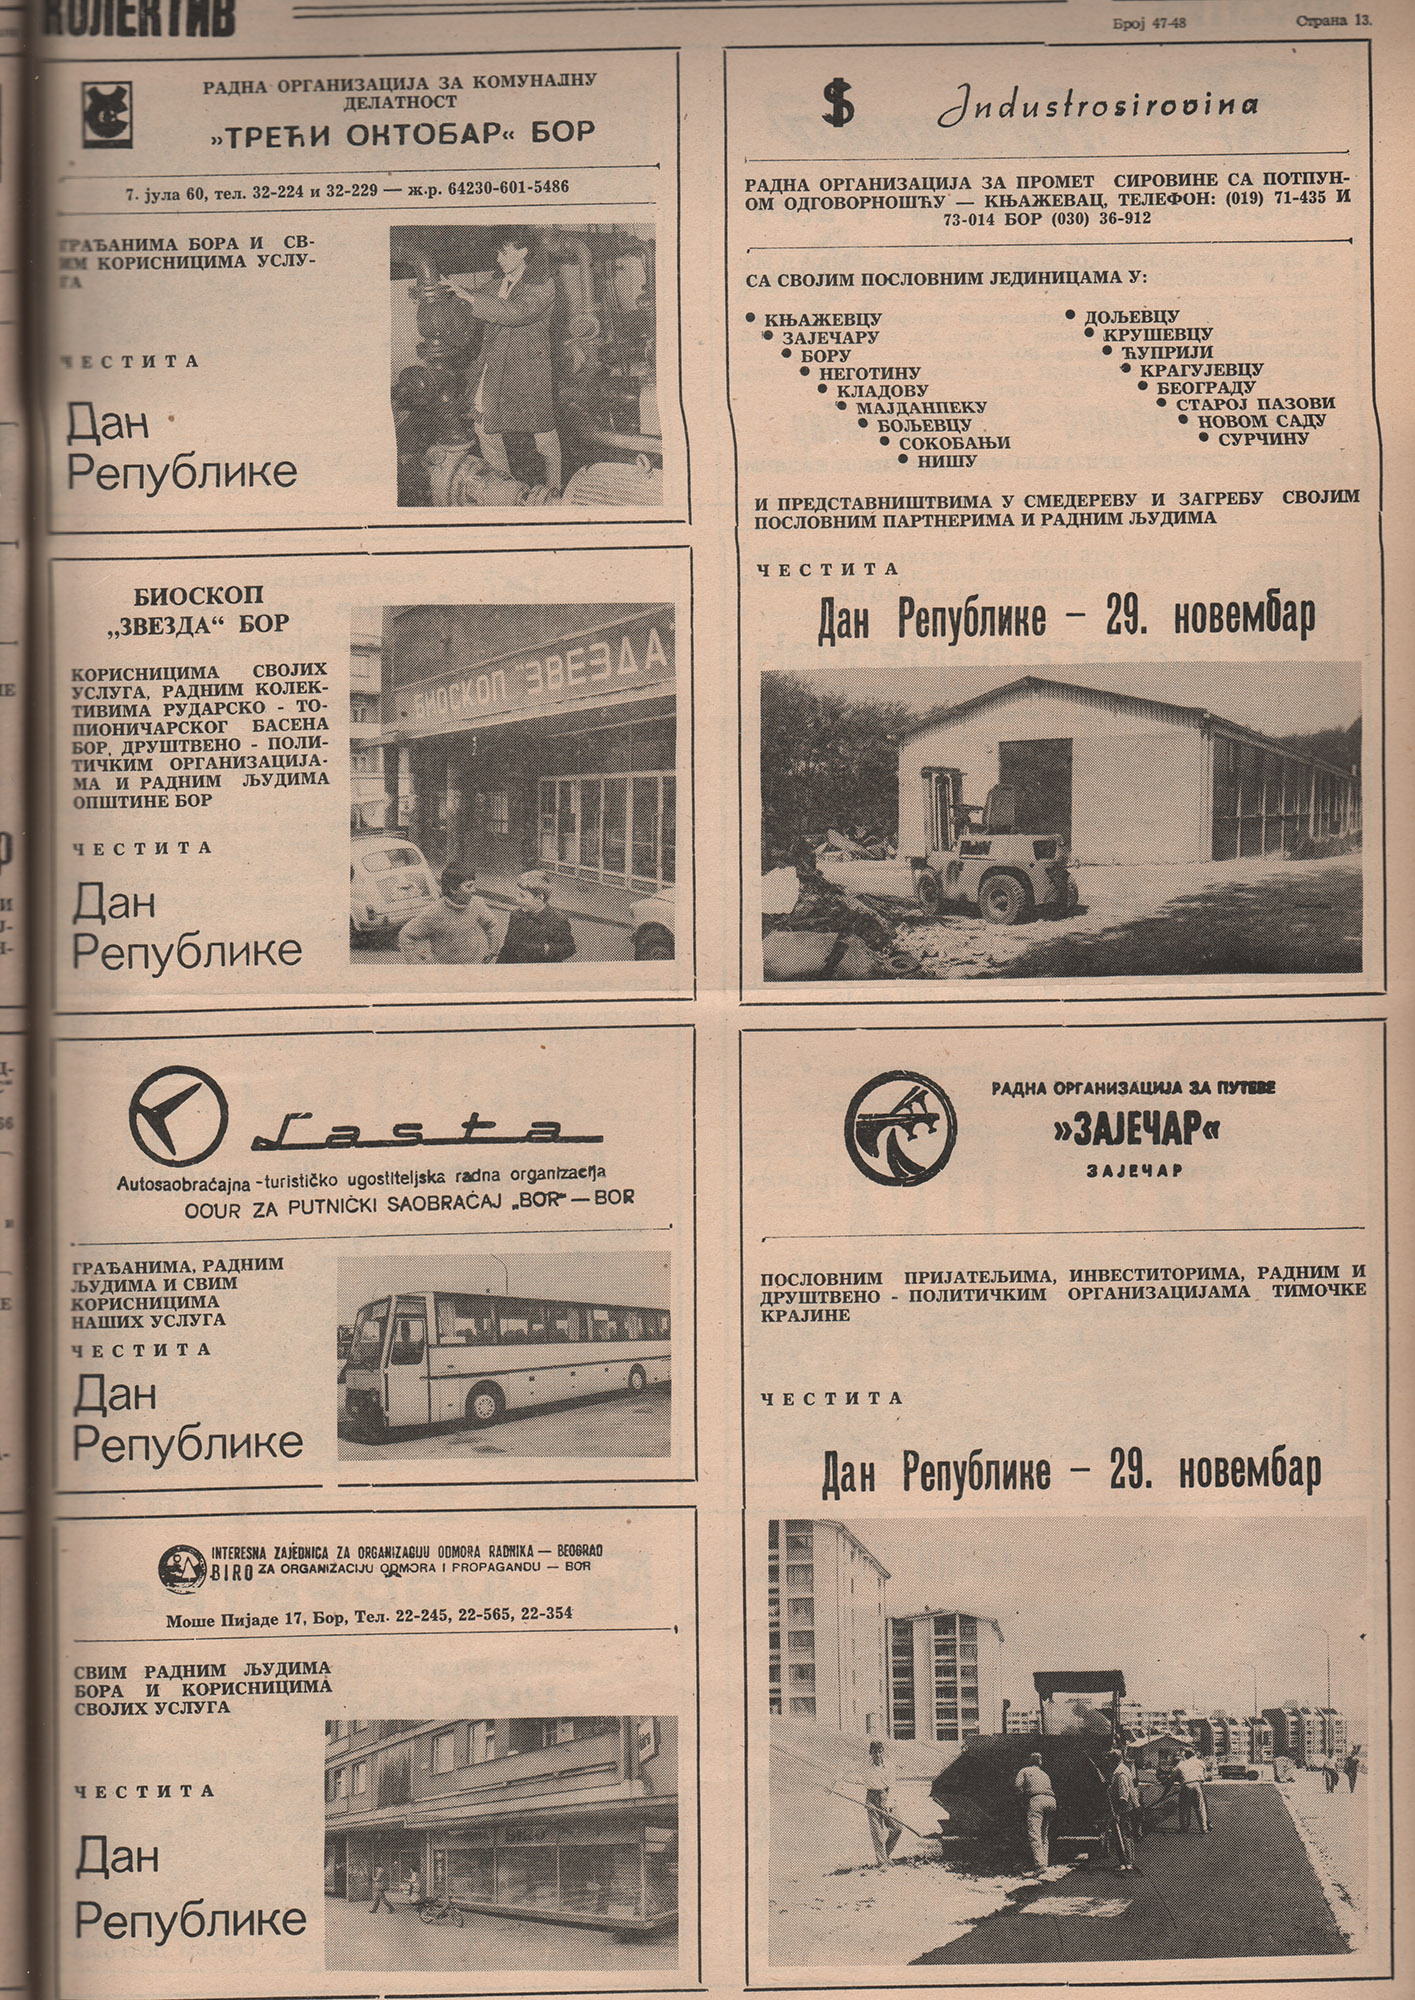 КОЛЕКТИВ
Број 47-48
Страна 13.
РАДНА ОРГАНИЗАЦИЈА ЗА КОМУНАЛНУ
ДЕЛАТНОСТ
»ТРЕЋИ ОКТОБАР« БОР
7. јула 60, тел. 32-224 и 32-229 — ж.р. 64230-601-5486
ГРАЂАНИМА БОРА И СВ-
ИМ КОРИСНИЦИМА УСЛУ-
ГА
ЧЕСТИТА
Дан
Републике
БИОСКОП
„ЗВЕЗДА“ БОР
КОРИСНИЦИМА СВОЈИХ
УСЛУГА, РАДНИМ КОЛЕК-
ТИВИМА РУДАРСКО - ТО-
ПИОНИЧАРСКОГ БАСЕНА
БОР, ДРУШТВЕНО - ПОЛИ-
ТИЧКИМ ОРГАНИЗАЦИЈА-
МА И РАДНИМ ЉУДИМА
ОПШТИНЕ БОР
ЧЕСТИТА
Дан
Републике
БИОСКОП "ЗВЕЗДА
Lasta
Autosaobraćajna-turističko ugostiteljska radna organizacija
OOUR ZA PUTNIČKI SAOBRAĆAJ „BOR“ — BOR
ГРАЂАНИМА, РАДНИМ
ЉУДИМА И СВИМ
КОРИСНИЦИМА
НАШИХ УСЛУГА
ЧЕСТИТА
Дан
Републике
INTERESNA ZAJEDNICA ZA ORGANIZACIJU ODMORA RADNIKA — BEOGRAD
BIRO ZA ORGANIZACIJU ODMORA I PROPAGANDU — BOR
Моше Пијаде 17, Бор, Тел. 22-245, 22-565, 22-354
СВИМ РАДНИМ ЉУДИМА
БОРА И КОРИСНИЦИМА
СВОЈИХ УСЛУГА
ЧЕСТИТА
Дан
Републике
Industrosirovina
РАДНА ОРГАНИЗАЦИЈА ЗА ПРОМЕТ СИРОВИНЕ СА ПОТПУН-
ОМ ОДГОВОРНОШЋУ — КЊАЖЕВАЦ, ТЕЛЕФОН: (019) 71-435 И
73-014 БОР (030) 36-912
СА СВОЈИМ ПОСЛОВНИМ ЈЕДИНИЦАМА У:
• КЊАЖЕВЦУ
• ЗАЈЕЧАРУ
• БОРУ
• НЕГОТИНУ
• КЛАДОВУ
• МАЈДАНПЕКУ
• БОЉЕВЦУ
• СОКОБАЊИ
• НИШУ
• ДОЉЕВЦУ
• КРУШЕВЦУ
• ЋУПРИЈИ
• КРАГУЈЕВЦУ
• БЕОГРАДУ
• СТАРОЈ ПАЗОВИ
• НОВОМ САДУ
• СУРЧИНУ
И ПРЕДСТАВНИШТВИМА У СМЕДЕРЕВУ И ЗАГРЕБУ СВОЈИМ
ПОСЛОВНИМ ПАРТНЕРИМА И РАДНИМ ЉУДИМА
ЧЕСТИТА
Дан Републике – 29. новембар
РАДНА ОРГАНИЗАЦИЈА ЗА ПУТЕВЕ
»ЗАЈЕЧАР«
ЗАЈЕЧАР
ПОСЛОВНИМ ПРИЈАТЕЉИМА, ИНВЕСТИТОРИМА, РАДНИМ И
ДРУШТВЕНО - ПОЛИТИЧКИМ ОРГАНИЗАЦИЈАМА ТИМОЧКЕ
КРАЈИНЕ
ЧЕСТИТА
Дан Републике – 29. новембар